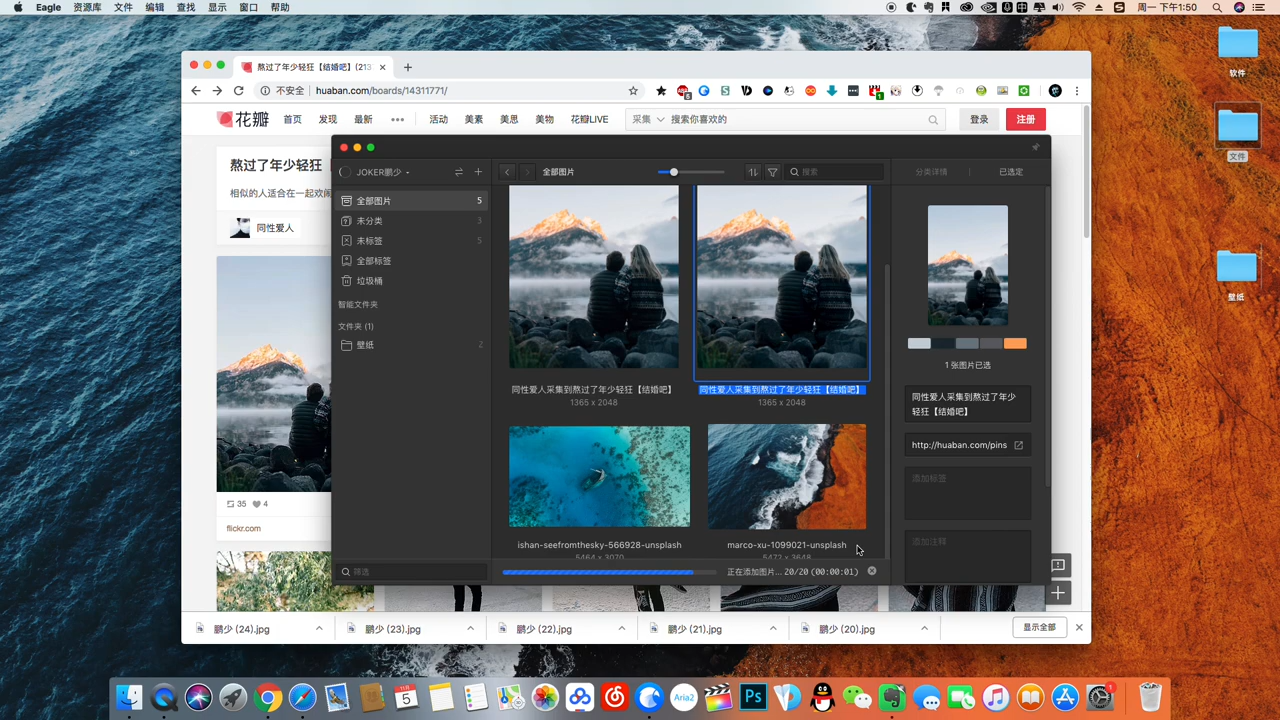 Eagle 资源库 文件 编辑 查找 显示 窗口 帮助
周一 下午1:50
熬过了年少轻狂【结婚吧】(213
不安全 huaban.com/boards/14311771/
花瓣 首页 发现 最新 ••• 活动 美素 美思 美物 花瓣LIVE 采集 搜索你喜欢的 登录 注册
熬过了年少轻狂
相似的人适合在一起欢闹
同性爱人
35 4
flickr.com
JOKER鹏少
全部图片 5
未分类 3
未标签 5
全部标签
垃圾桶
智能文件夹
文件夹 (1)
壁纸 2
筛选
全部图片
搜索
同性爱人采集到熬过了年少轻狂【结婚吧】
1365 x 2048
同性爱人采集到熬过了年少轻狂【结婚吧】
1365 x 2048
ishan-seefromthesky-566928-unsplash
5464 x 3070
marco-xu-1099021-unsplash
5472 x 3648
正在添加图片... 20/20 (00:00:01)
分类详情 已选定
1 张图片已选
同性爱人采集到熬过了年少
轻狂【结婚吧】
http://huaban.com/pins
添加标签
添加注释
鹏少 (24).jpg
鹏少 (23).jpg
鹏少 (22).jpg
鹏少 (21).jpg
鹏少 (20).jpg
显示全部
软件
文件
壁纸
5
Aria2
Ps
1